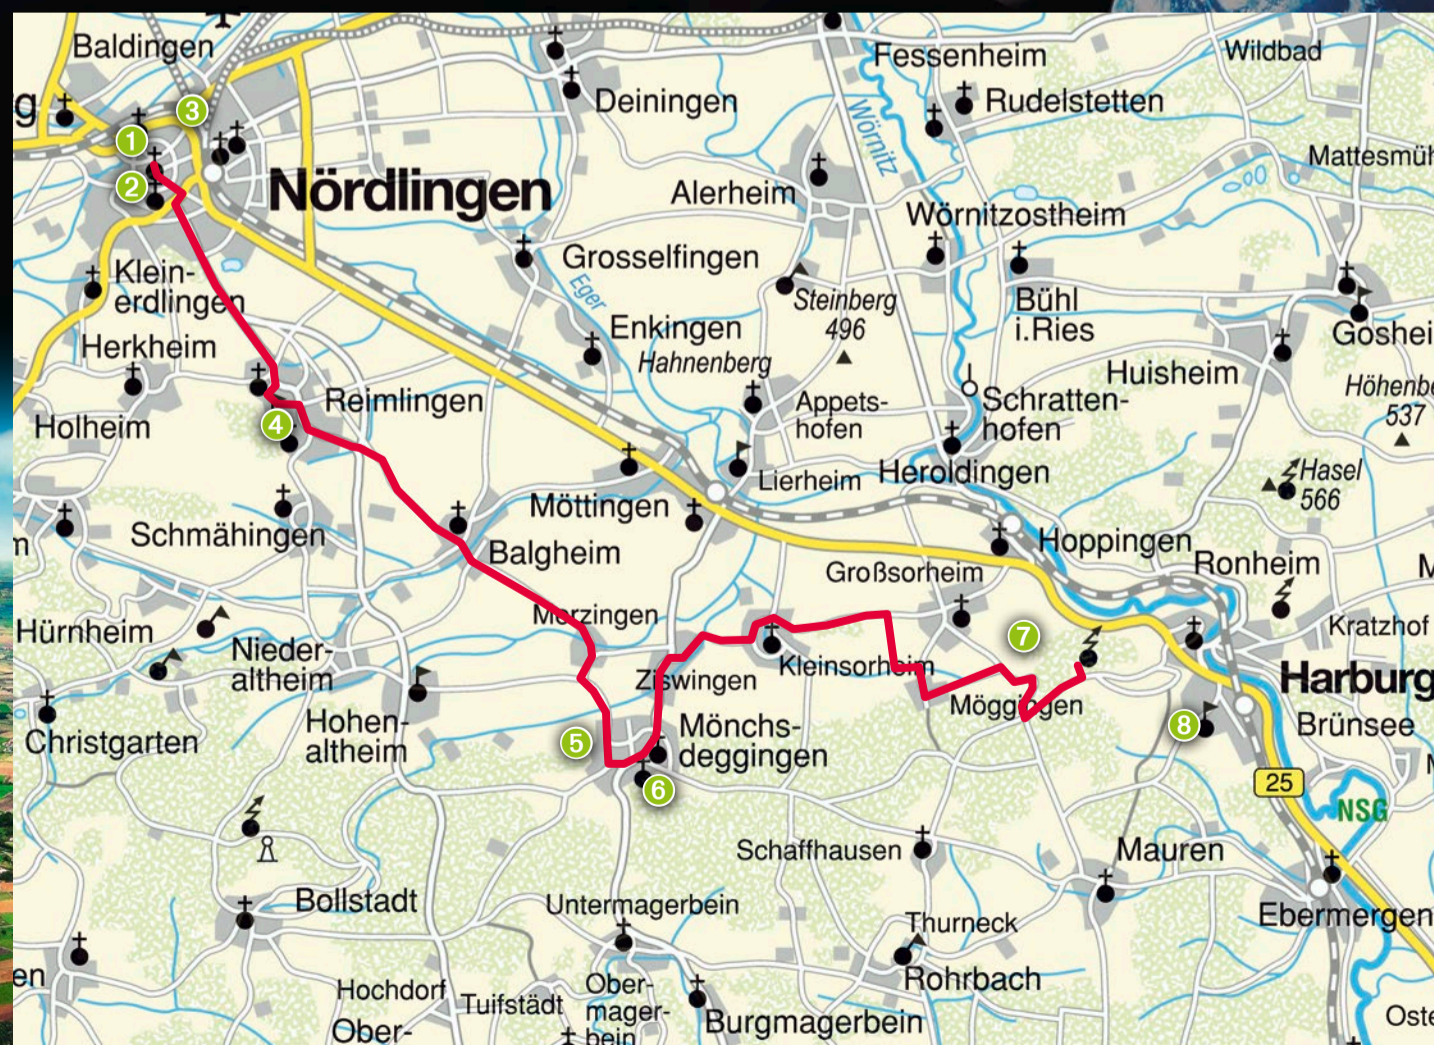 Baldingen
Fessenheim
Wildbad
g
3
Deiningen
Rudelstetten
1
Wörnitz
Mattesmüh
2
Nördlingen
Alerheim
Wörnitzostheim
Klein-
erdlingen
Grosselfingen
Eger
Steinberg
496
Bühl
i.Ries
Goshei
Herkheim
Enkingen
Hahnenberg
Huisheim
Höhenbe
537
Holheim
Reimlingen
4
Appets-
hofen
Schratten-
hofen
Lierheim
Heroldingen
Hasel
566
Möttingen
Schmähingen
m
Balgheim
Hoppingen
Ronheim
M
Großsorheim
Merzingen
Hürnheim
7
Kratzhof
Nieder-
altheim
Ziswingen
Kleinsorheim
Harburg
Möggingen
Christgarten
Hohen-
altheim
5
Mönchs-
deggingen
8
Brünsee
6
25
NSG
Schaffhausen
Mauren
Bollstadt
Untermagerbein
Thurneck
Ebermergen
en
Hochdorf
Tuifstädt
Ober-
mager-
bein
Rohrbach
Ober-
Burgmagerbein
Oste